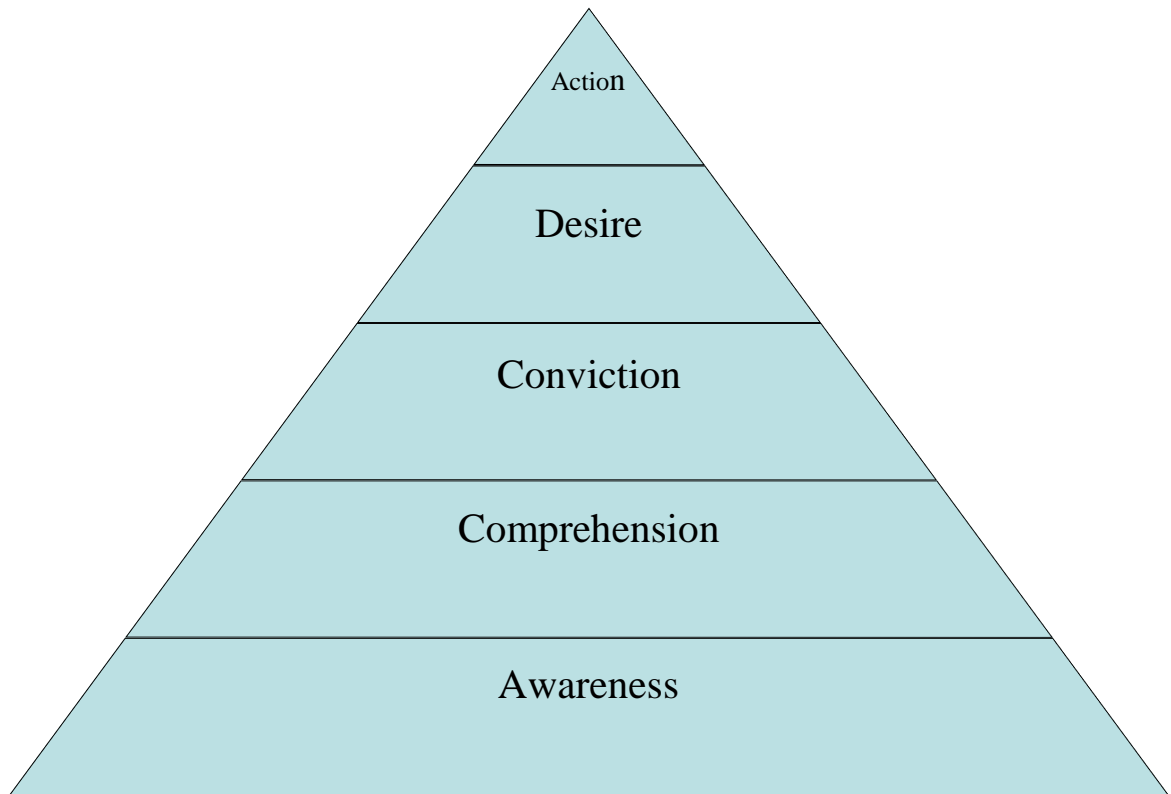 Action
Desire
Conviction
Comprehension
Awareness